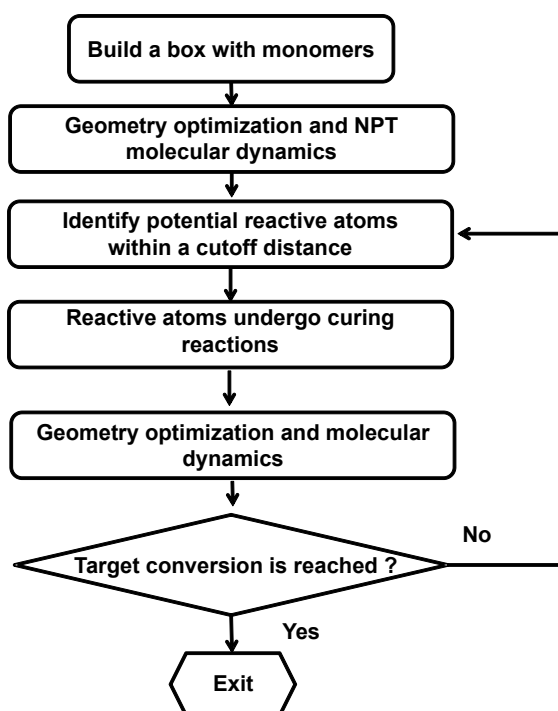 Build a box with monomers
Geometry optimization and NPT
molecular dynamics
Identify potential reactive atoms
within a cutoff distance
Reactive atoms undergo curing
reactions
Geometry optimization and molecular
dynamics
Target conversion is reached ?
No
Yes
Exit